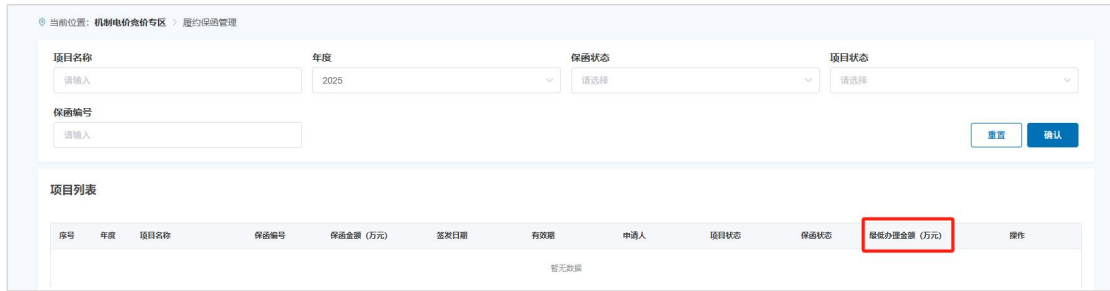 当前位置：机制电价竞价专区 > 履约保函管理
项目名称 年度 保函状态 项目状态
请输入 2025 请选择 请选择
保函编号
请输入 重置 确认
项目列表
序号 年度 项目名称 保函编号 保函金额（万元） 签发日期 有效期 申请人 项目状态 保函状态 最低办理金额（万元） 操作
暂无数据